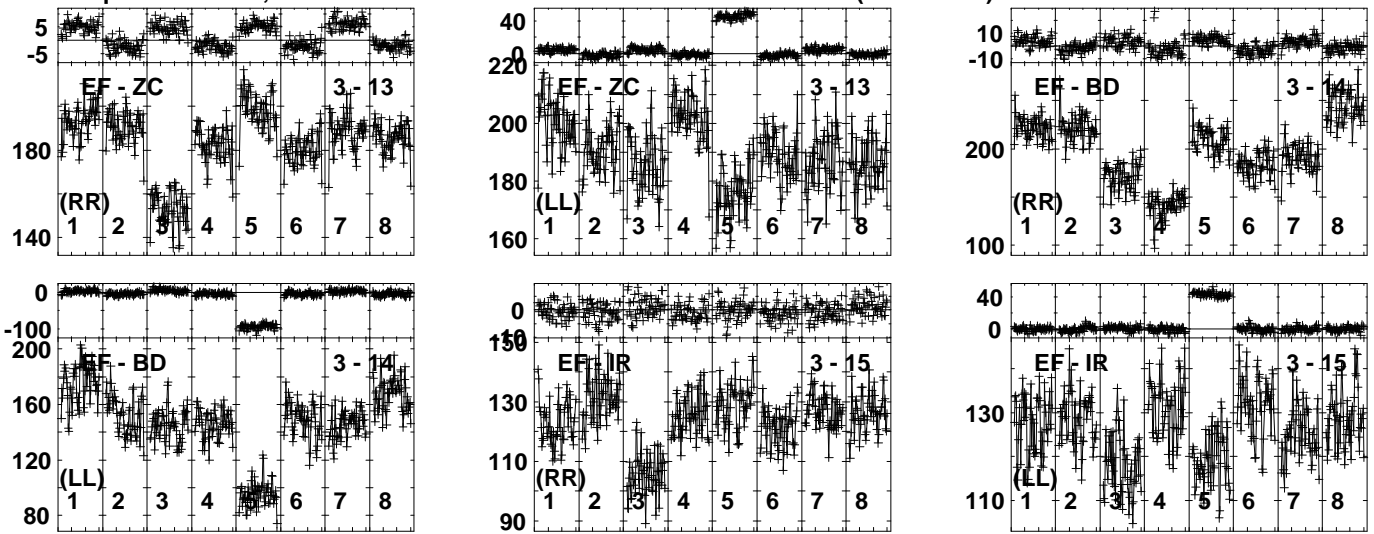 5
-5
EF - ZC 3 - 13
180
(RR)
140
1 2 3 4 5 6 7 8
40
0
220
EF - ZC 3 - 13
200
180
(LL)
160
1 2 3 4 5 6 7 8
10
-10
EF - BD 3 - 14
200
(RR)
100
1 2 3 4 5 6 7 8
0
-100
200
EF - BD 3 - 14
160
120
(LL)
80
1 2 3 4 5 6 7 8
0
-10
150
EF - IR 3 - 15
130
110
(RR)
90
1 2 3 4 5 6 7 8
40
0
EF - IR 3 - 15
130
(LL)
110
1 2 3 4 5 6 7 8